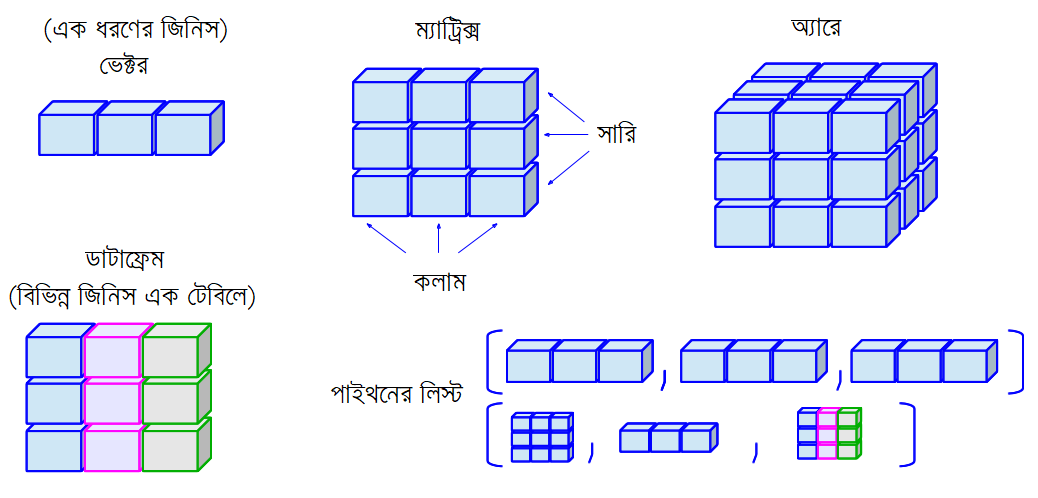 (এক ধরণের জিনিস)
ভেক্টর
ম্যাট্রিক্স
অ্যারে
সারি
কলাম
ডাটাফ্রেম
(বিভিন্ন জিনিস এক টেবিলে)
পাইথনের লিস্ট